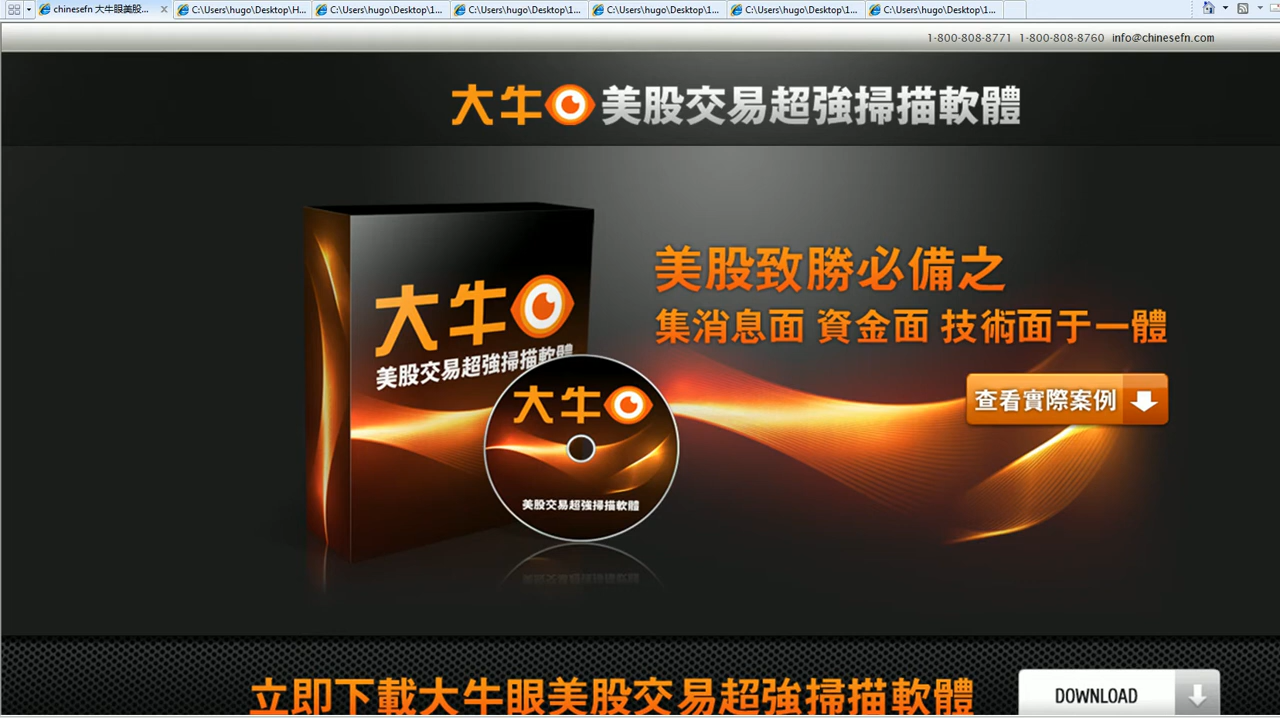 chinesefn 大牛眼美股...
C:\Users\hugo\Desktop\H...
C:\Users\hugo\Desktop\1...
C:\Users\hugo\Desktop\1...
C:\Users\hugo\Desktop\1...
C:\Users\hugo\Desktop\1...
C:\Users\hugo\Desktop\1...
1-800-808-8771 1-800-808-8760 info@chinesefn.com
大牛 美股交易超強掃描軟體
美股致勝必備之
集消息面 資金面 技術面于一體
查看實際案例
大牛
美股交易超強掃描軟體
大牛
美股交易超強掃描軟體
立即下載大牛眼美股交易超強掃描軟體
DOWNLOAD